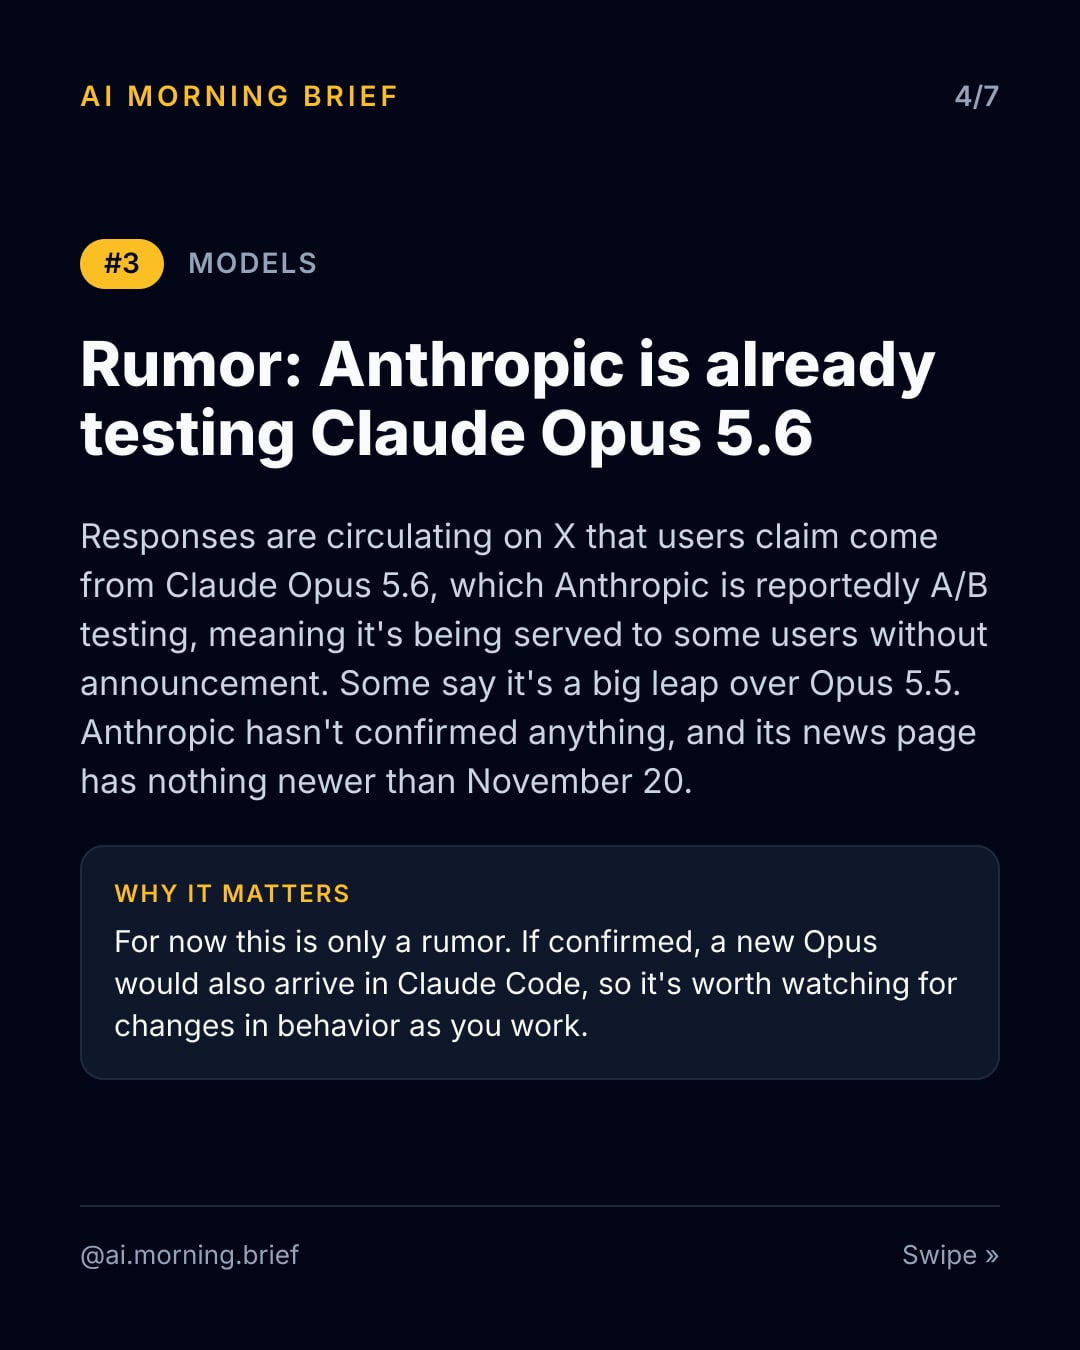 AI MORNING BRIEF
4/7
#3
MODELS
Rumor: Anthropic is already
testing Claude Opus 5.6
Responses are circulating on X that users claim come
from Claude Opus 5.6, which Anthropic is reportedly A/B
testing, meaning it's being served to some users without
announcement. Some say it's a big leap over Opus 5.5.
Anthropic hasn't confirmed anything, and its news page
has nothing newer than November 20.
WHY IT MATTERS
For now this is only a rumor. If confirmed, a new Opus
would also arrive in Claude Code, so it's worth watching for
changes in behavior as you work.
@ai.morning.brief
Swipe »